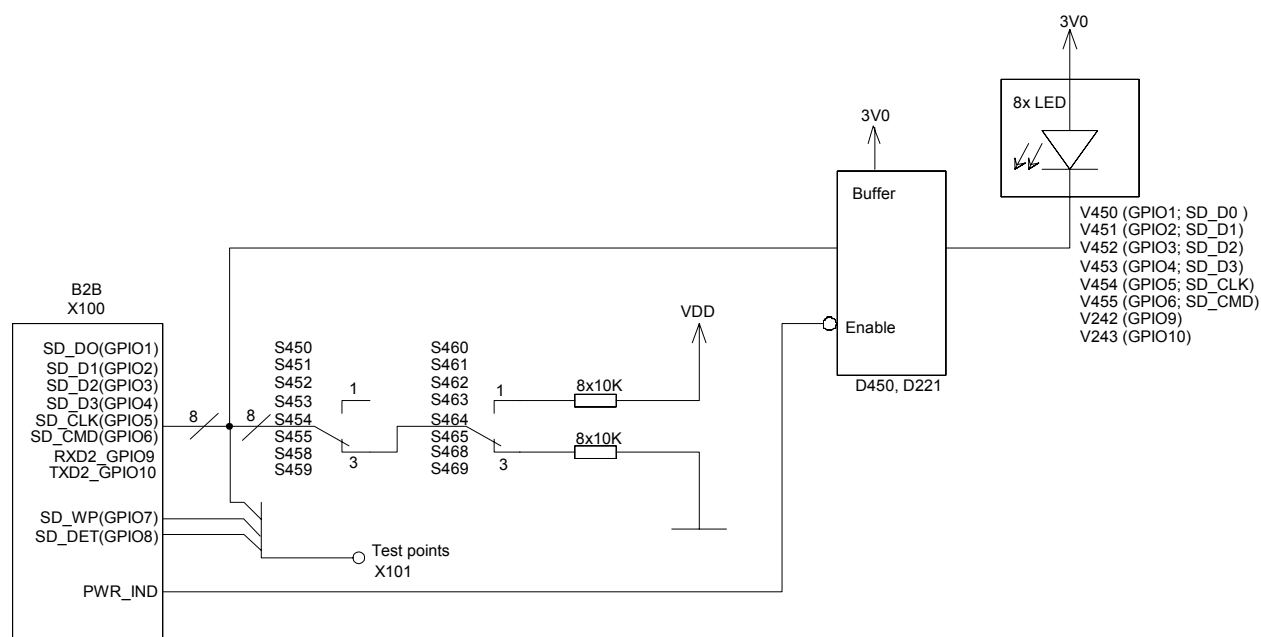 3V0
8x LED
3V0
Buffer
V450 (GPIO1; SD_D0 )
V451 (GPIO2; SD_D1)
V452 (GPIO3; SD_D2)
V453 (GPIO4; SD_D3)
V454 (GPIO5; SD_CLK)
V455 (GPIO6; SD_CMD)
V242 (GPIO9)
V243 (GPIO10)
Enable
D450, D221
B2B
X100
SD_DO(GPIO1)
SD_D1(GPIO2)
SD_D2(GPIO3)
SD_D3(GPIO4)
SD_CLK(GPIO5)
SD_CMD(GPIO6)
RXD2_GPIO9
TXD2_GPIO10
SD_WP(GPIO7)
SD_DET(GPIO8)
PWR_IND
8
8
S450
S451
S452
S453
S454
S455
S458
S459
1
3
S460
S461
S462
S463
S464
S465
S468
S469
1
3
VDD
8x10K
8x10K
Test points
X101